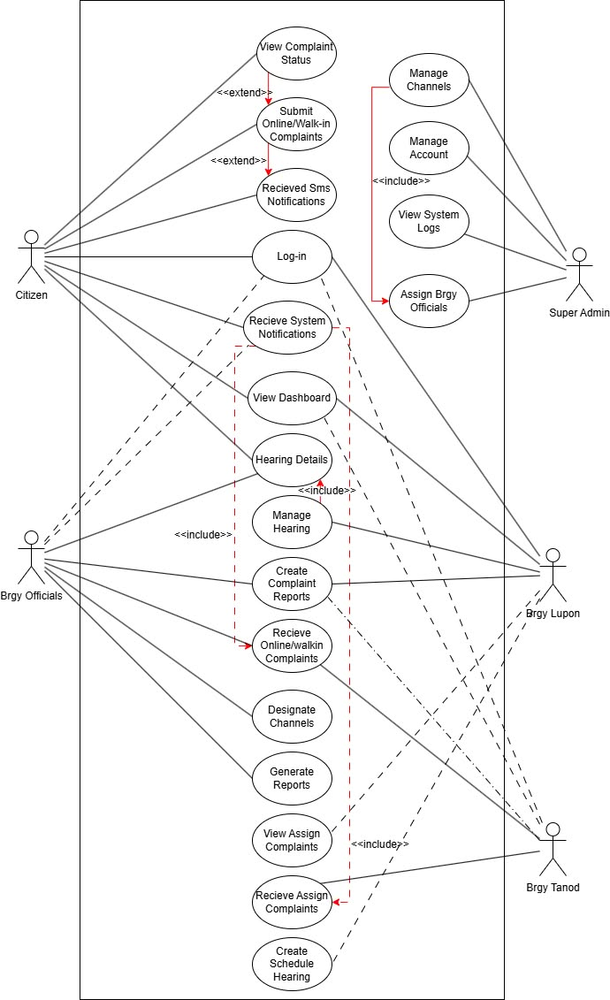 View Complaint
Status
<<extend>>
Submit
Online/Walk-in
Complaints
<<extend>>
Recieved Sms
Notifications
Manage
Channels
Manage
Account
<<include>>
View System
Logs
Assign Brgy
Officials
Citizen
Super Admin
Log-in
Recieve System
Notifications
View Dashboard
Hearing Details
<<include>>
Manage
Hearing
<<include>>
Create
Complaint
Reports
Brgy Officials
Brgy Lupon
Recieve
Online/walkin
Complaints
Designate
Channels
Generate
Reports
View Assign
Complaints
<<include>>
Recieve Assign
Complaints
Brgy Tanod
Create
Schedule
Hearing